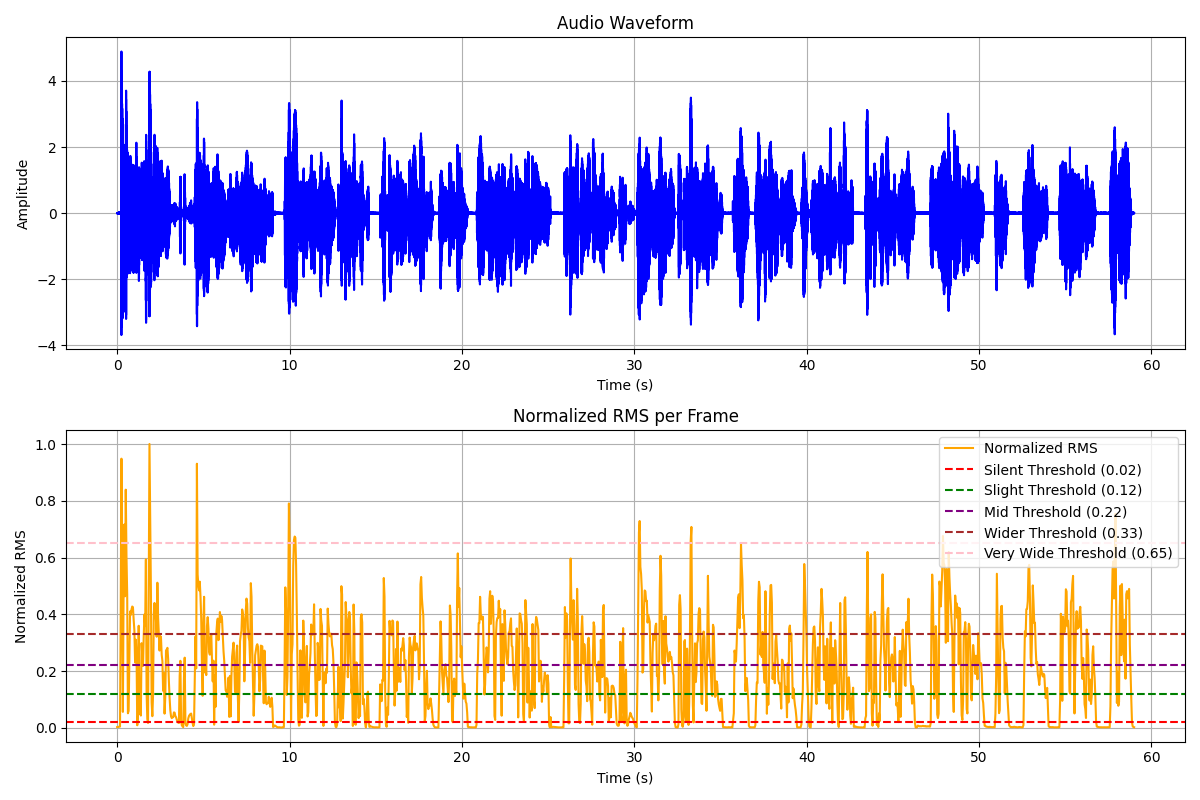 Audio Waveform
4
2
0
−2
−4
Amplitude
0 10 20 30 40 50 60
Time (s)
Normalized RMS per Frame
1.0
0.8
0.6
0.4
0.2
0.0
Normalized RMS
Normalized RMS
Silent Threshold (0.02)
Slight Threshold (0.12)
Mid Threshold (0.22)
Wider Threshold (0.33)
Very Wide Threshold (0.65)
0 10 20 30 40 50 60
Time (s)